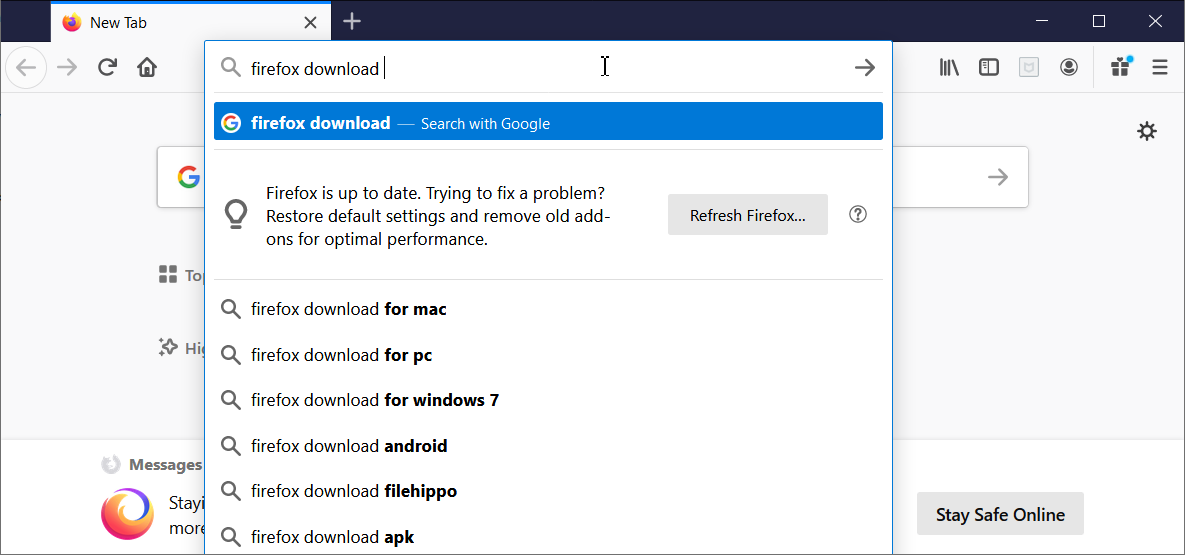 New Tab
firefox download
firefox download — Search with Google
Firefox is up to date. Trying to fix a problem?
Restore default settings and remove old add-
ons for optimal performance.
Refresh Firefox...
firefox download for mac
firefox download for pc
firefox download for windows 7
firefox download android
firefox download filehippo
firefox download apk
Messages
more
Stay Safe Online